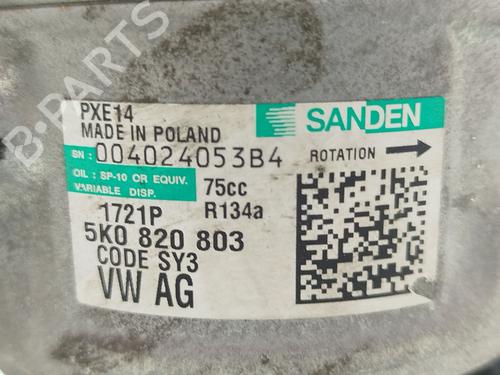 PXE14
MADE IN POLAND
SANDEN
SN: 004024053B4
ROTATION
OIL : SP-10 OR EQUIV.
VARIABLE DISP.
75cc
1721P
R134a
5K0 820 803
CODE SY3
VW AG
B-PARTS